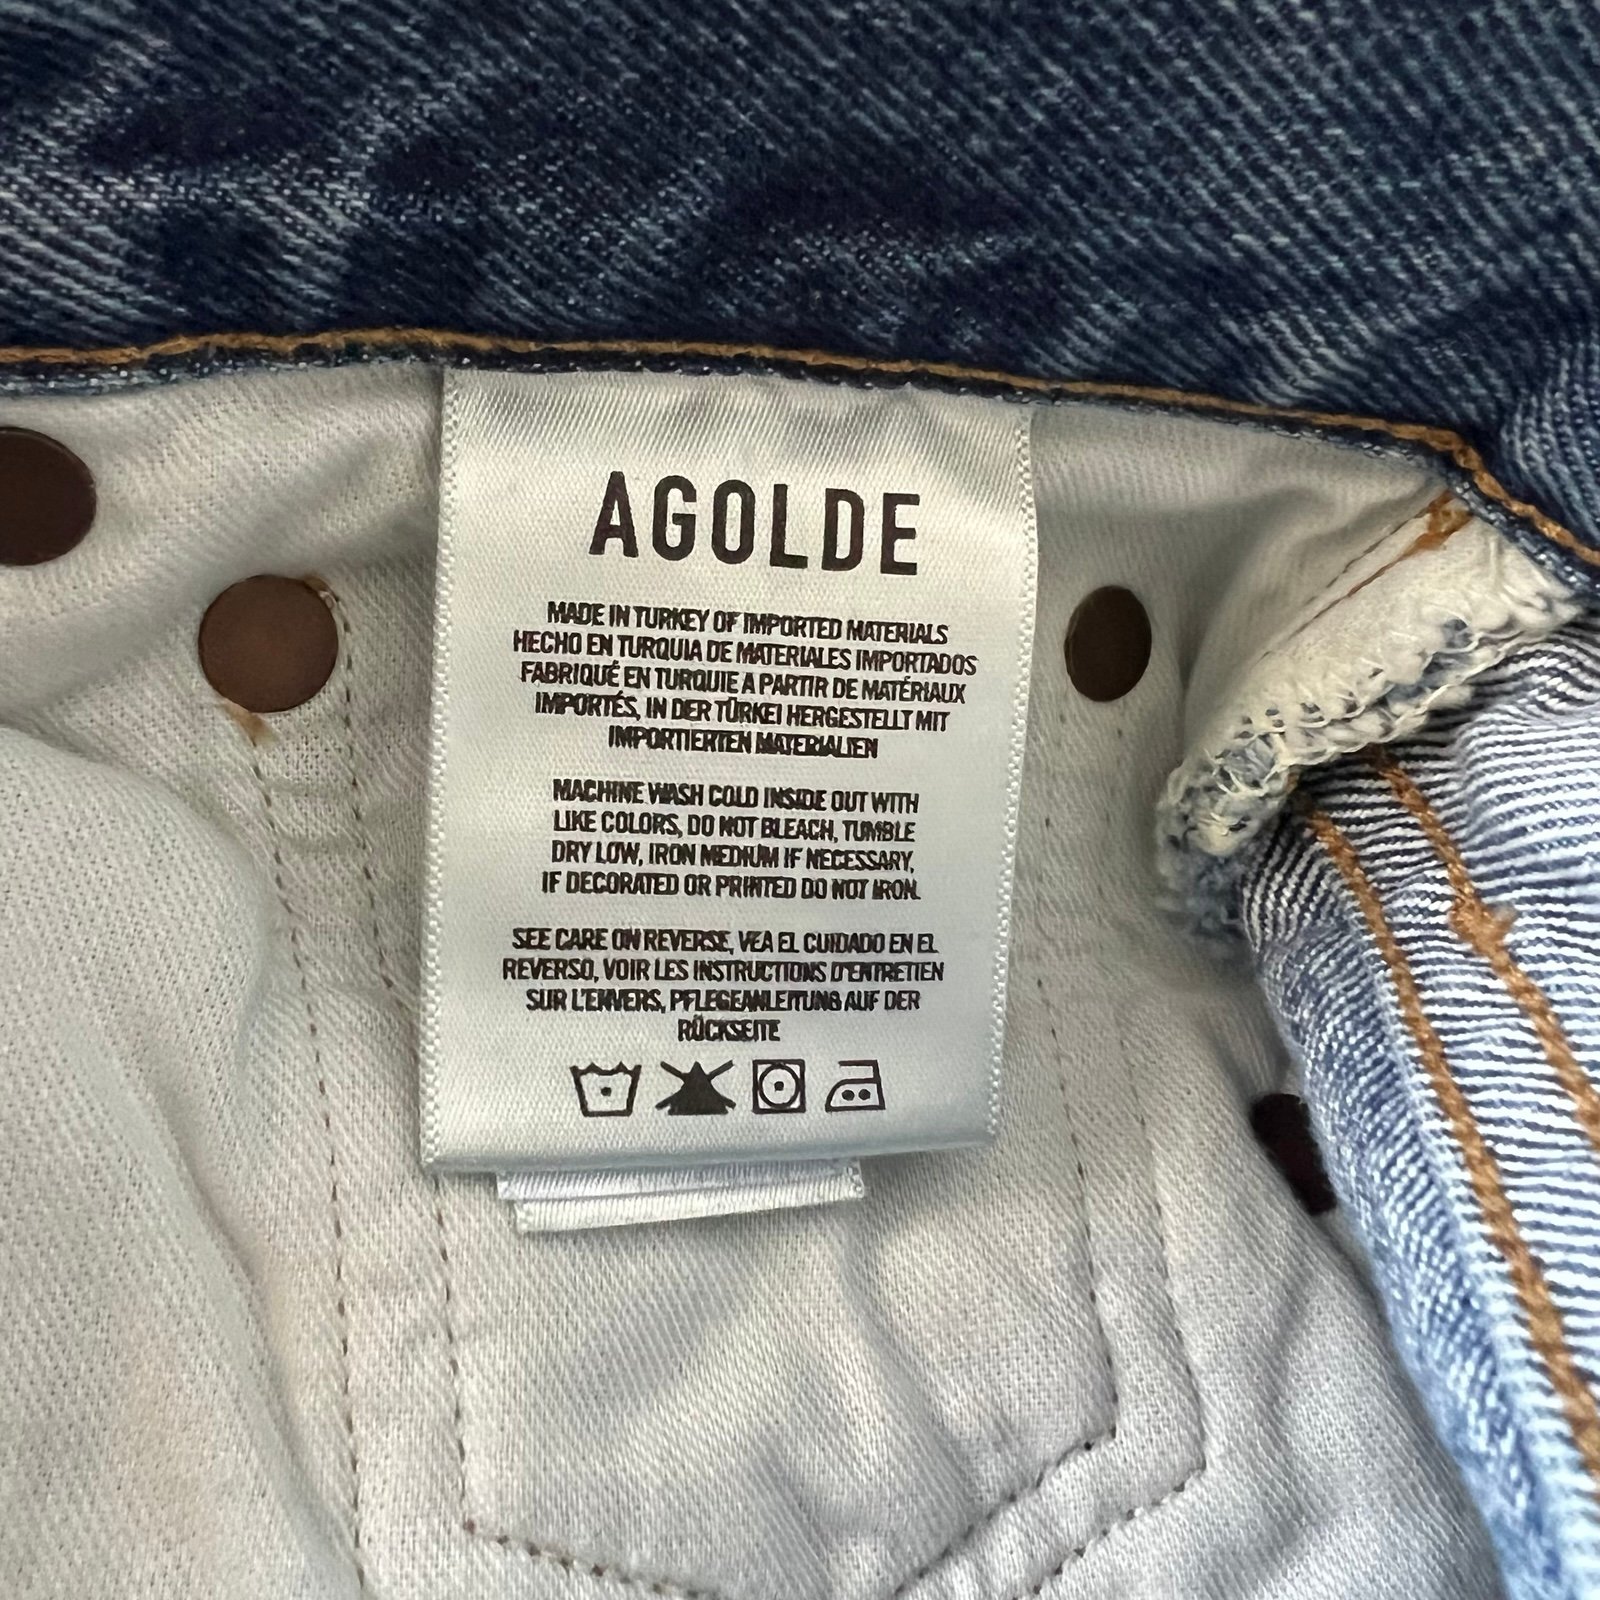 AGOLDE
MADE IN TURKEY OF IMPORTED MATERIALS
HECHO EN TURQUIA DE MATERIALES IMPORTADOS
FABRIQUÉ EN TURQUIE A PARTIR DE MATÉRIAUX
IMPORTÉS, IN DER TÜRKEI HERGESTELLT MIT
IMPORTIERTEN MATERIALIEN
MACHINE WASH COLD INSIDE OUT WITH
LIKE COLORS, DO NOT BLEACH, TUMBLE
DRY LOW, IRON MEDIUM IF NECESSARY,
IF DECORATED OR PRINTED DO NOT IRON.
SEE CARE ON REVERSE, VEA EL CUIDADO EN EL
REVERSO, VOIR LES INSTRUCTIONS D'ENTRETIEN
SUR L'ENVERS, PFLEGEANLEITUNG AUF DER
RÜCKSEITE